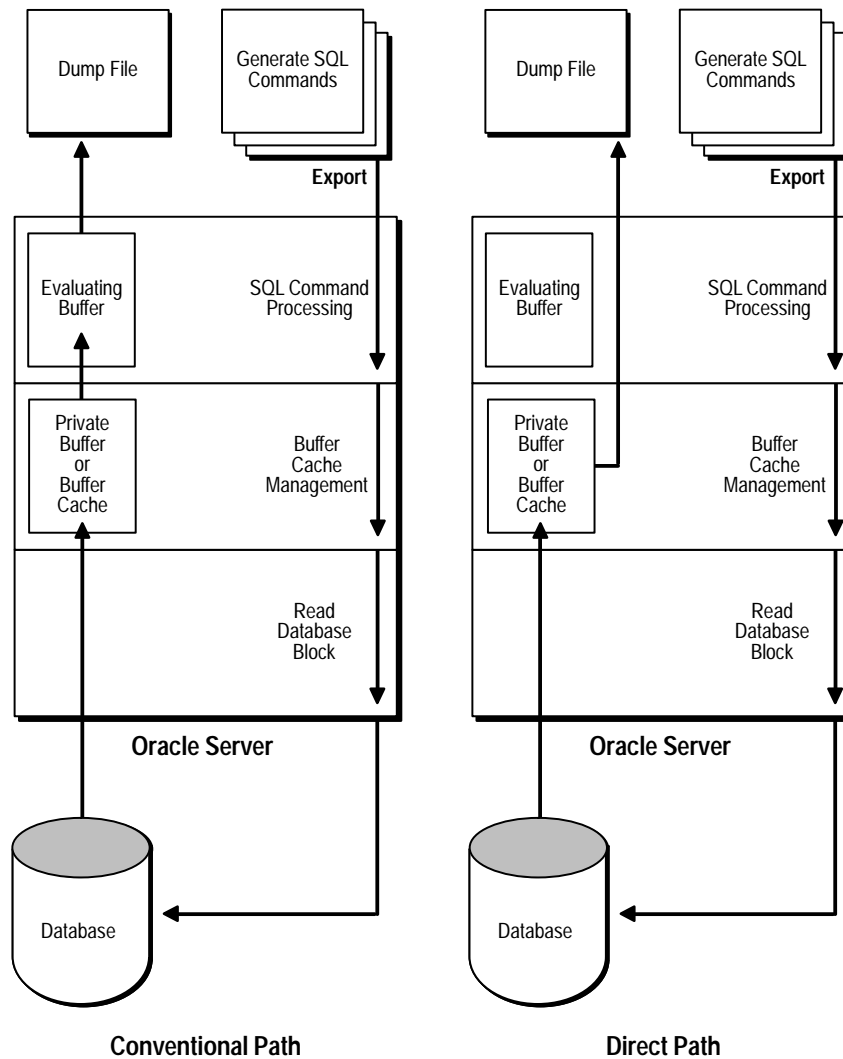 Dump File
Generate SQL
Commands
Export
Evaluating
Buffer
SQL Command
Processing
Private
Buffer
or
Buffer
Cache
Buffer
Cache
Management
Read
Database
Block
Oracle Server
Database
Conventional Path
Dump File
Generate SQL
Commands
Export
Evaluating
Buffer
SQL Command
Processing
Private
Buffer
or
Buffer
Cache
Buffer
Cache
Management
Read
Database
Block
Oracle Server
Database
Direct Path